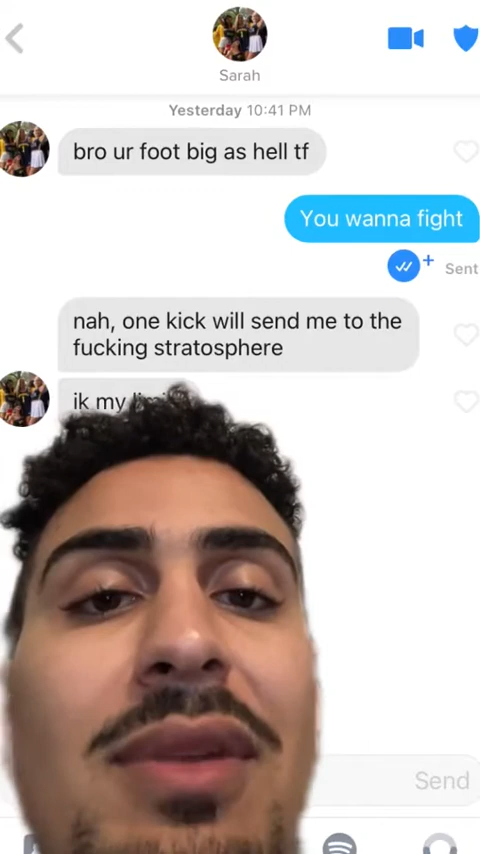 Sarah
Yesterday 10:41 PM
bro ur foot big as hell tf
You wanna fight
Sent
nah, one kick will send me to the
fucking stratosphere
ik my
Send